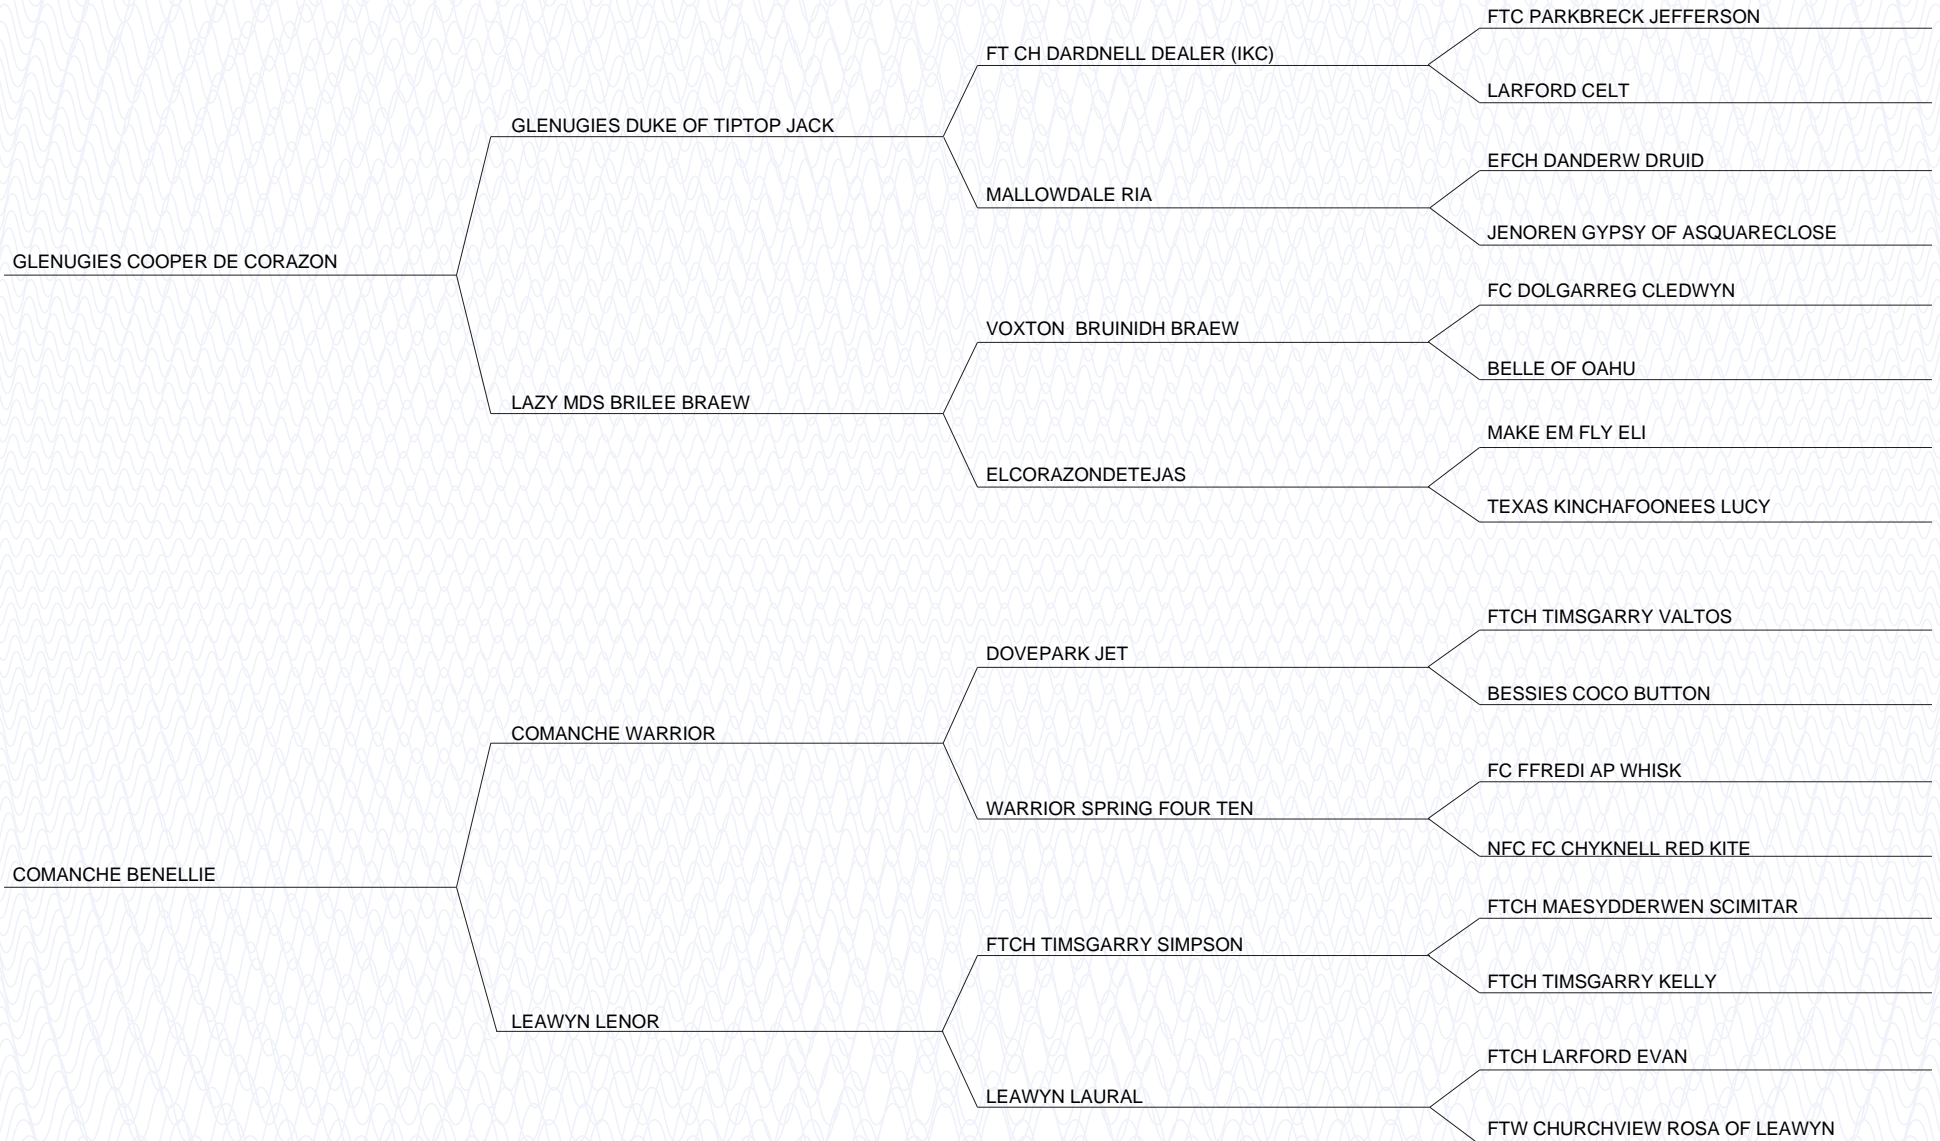 FTC PARKBRECK JEFFERSON
FT CH DARDNELL DEALER (IKC)
LARFORD CELT
GLENUGIES DUKE OF TIPTOP JACK
EFCH DANDERW DRUID
MALLOWDALE RIA
JENOREN GYPSY OF ASQUARECLOSE
GLENUGIES COOPER DE CORAZON
FC DOLGARREG CLEDWYN
VOXTON  BRUINIDH BRAEW
BELLE OF OAHU
LAZY MDS BRILEE BRAEW
MAKE EM FLY ELI
ELCORAZONDETEJAS
TEXAS KINCHAFOONEES LUCY
FTCH TIMSGARRY VALTOS
DOVEPARK JET
BESSIES COCO BUTTON
COMANCHE WARRIOR
FC FFREDI AP WHISK
WARRIOR SPRING FOUR TEN
NFC FC CHYKNELL RED KITE
COMANCHE BENELLIE
FTCH MAESYDDERWEN SCIMITAR
FTCH TIMSGARRY SIMPSON
FTCH TIMSGARRY KELLY
LEAWYN LENOR
FTCH LARFORD EVAN
LEAWYN LAURAL
FTW CHURCHVIEW ROSA OF LEAWYN